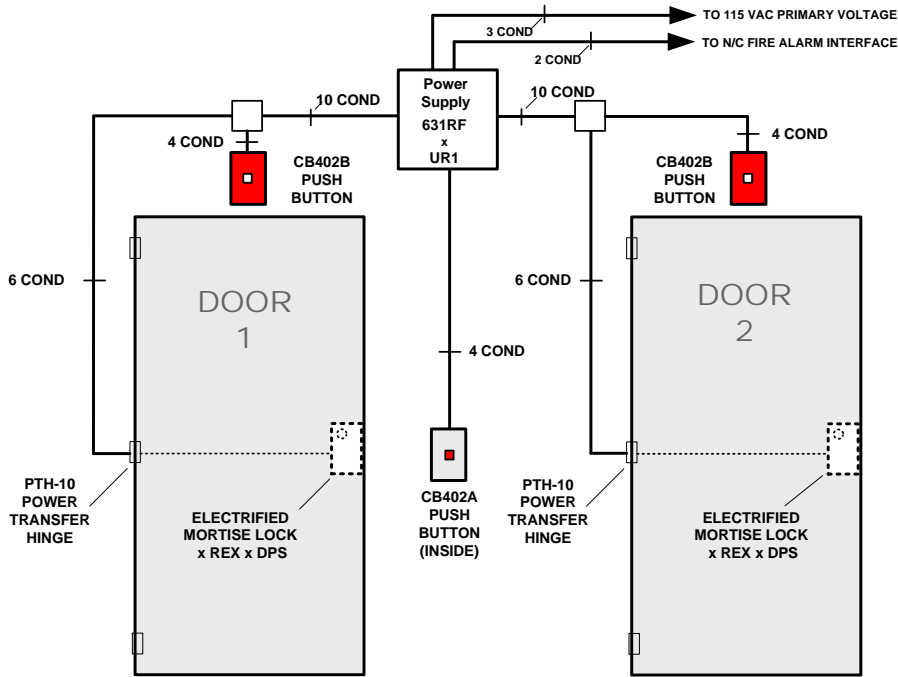 TO 115 VAC PRIMARY VOLTAGE
3 COND
TO N/C FIRE ALARM INTERFACE
2 COND
Power
Supply
631RF
x
UR1
10 COND
10 COND
4 COND
4 COND
CB402B
PUSH
BUTTON
CB402B
PUSH
BUTTON
6 COND
DOOR
1
6 COND
DOOR
2
4 COND
PTH-10
POWER
TRANSFER
HINGE
ELECTRIFIED
MORTISE LOCK
x REX x DPS
CB402A
PUSH
BUTTON
(INSIDE)
PTH-10
POWER
TRANSFER
HINGE
ELECTRIFIED
MORTISE LOCK
x REX x DPS